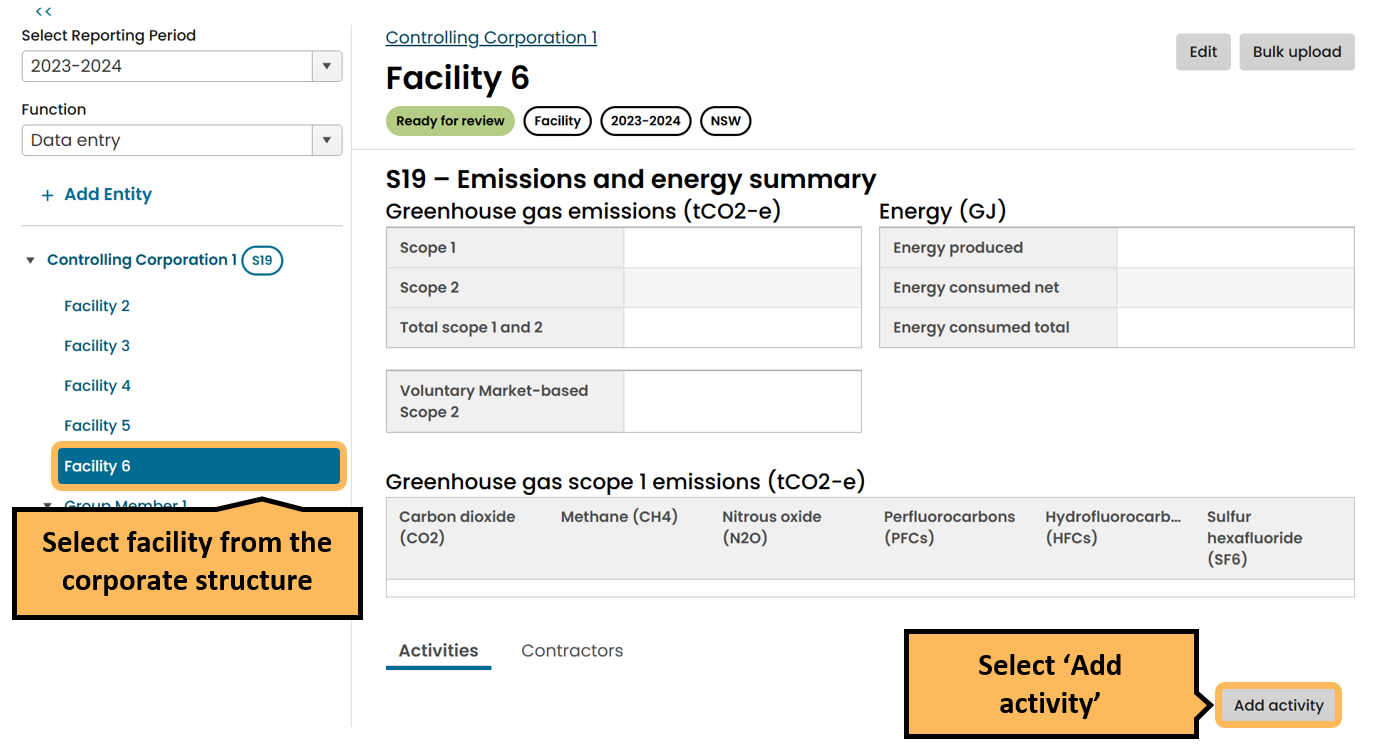 <<
Select Reporting Period
2023-2024
Function
Data entry
+ Add Entity
Controlling Corporation 1 S19
Facility 2
Facility 3
Facility 4
Facility 5
Facility 6
Group Member 1
Select facility from the
corporate structure
Controlling Corporation 1
Edit
Bulk upload
Facility 6
Ready for review
Facility
2023-2024
NSW
S19 – Emissions and energy summary
Greenhouse gas emissions (tCO2-e)
Scope 1
Scope 2
Total scope 1 and 2
Voluntary Market-based
Scope 2
Energy (GJ)
Energy produced
Energy consumed net
Energy consumed total
Greenhouse gas scope 1 emissions (tCO2-e)
Carbon dioxide
(CO2)
Methane (CH4)
Nitrous oxide
(N2O)
Perfluorocarbons
(PFCs)
Hydrofluorocarb...
(HFCs)
Sulfur
hexafluoride
(SF6)
Activities
Contractors
Select ‘Add
activity’
Add activity